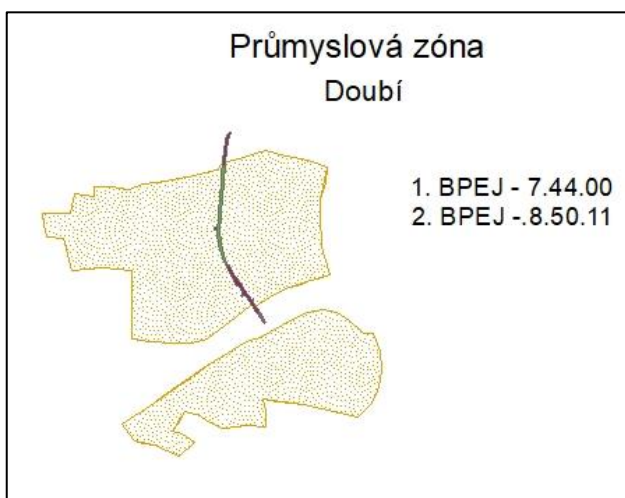 Průmyslová zóna
Doubí
1. BPEJ - 7.44.00
2. BPEJ -.8.50.11